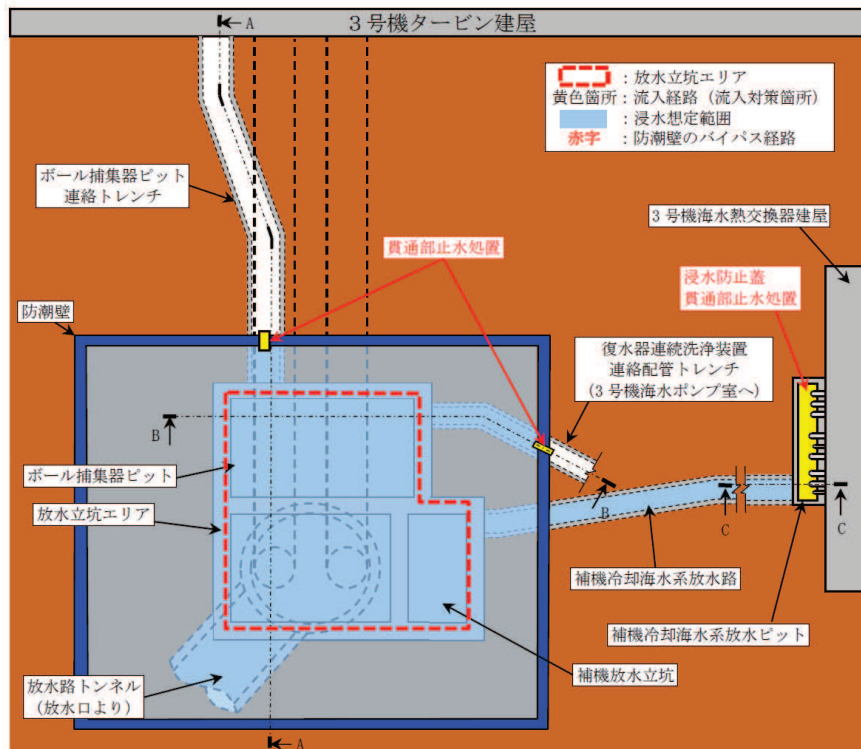 A
3号機タービン建屋
：放水立坑エリア
黄色箇所：流入経路（流入対策箇所）
：浸水想定範囲
赤字：防潮壁のバイパス経路
ボール捕集器ピット
連絡トレンチ
3号機海水熱交換器建屋
貫通部止水処置
浸水防止蓋
貫通部止水処置
防潮壁
復水器連続洗浄装置
連絡配管トレンチ
(3号機海水ポンプ室へ)
B
ボール捕集器ピット
B
放水立坑エリア
C
C
補機冷却海水系放水路
補機冷却海水系放水ピット
補機放水立坑
放水路トンネル
(放水口より)
A